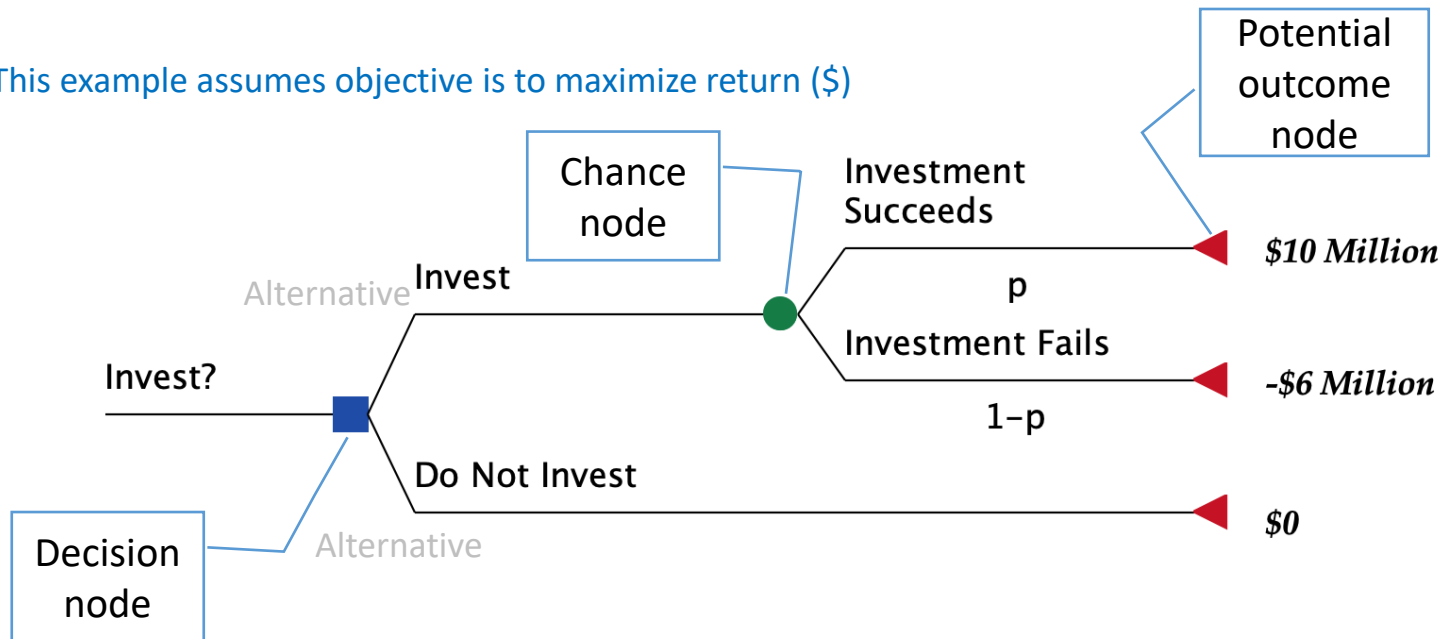 Potential
outcome
node
This example assumes objective is to maximize return ($)
Chance
node
Investment
Succeeds
$10 Million
p
Alternative
Invest
Investment Fails
-$6 Million
1-p
Invest?
Do Not Invest
$0
Alternative
Decision
node